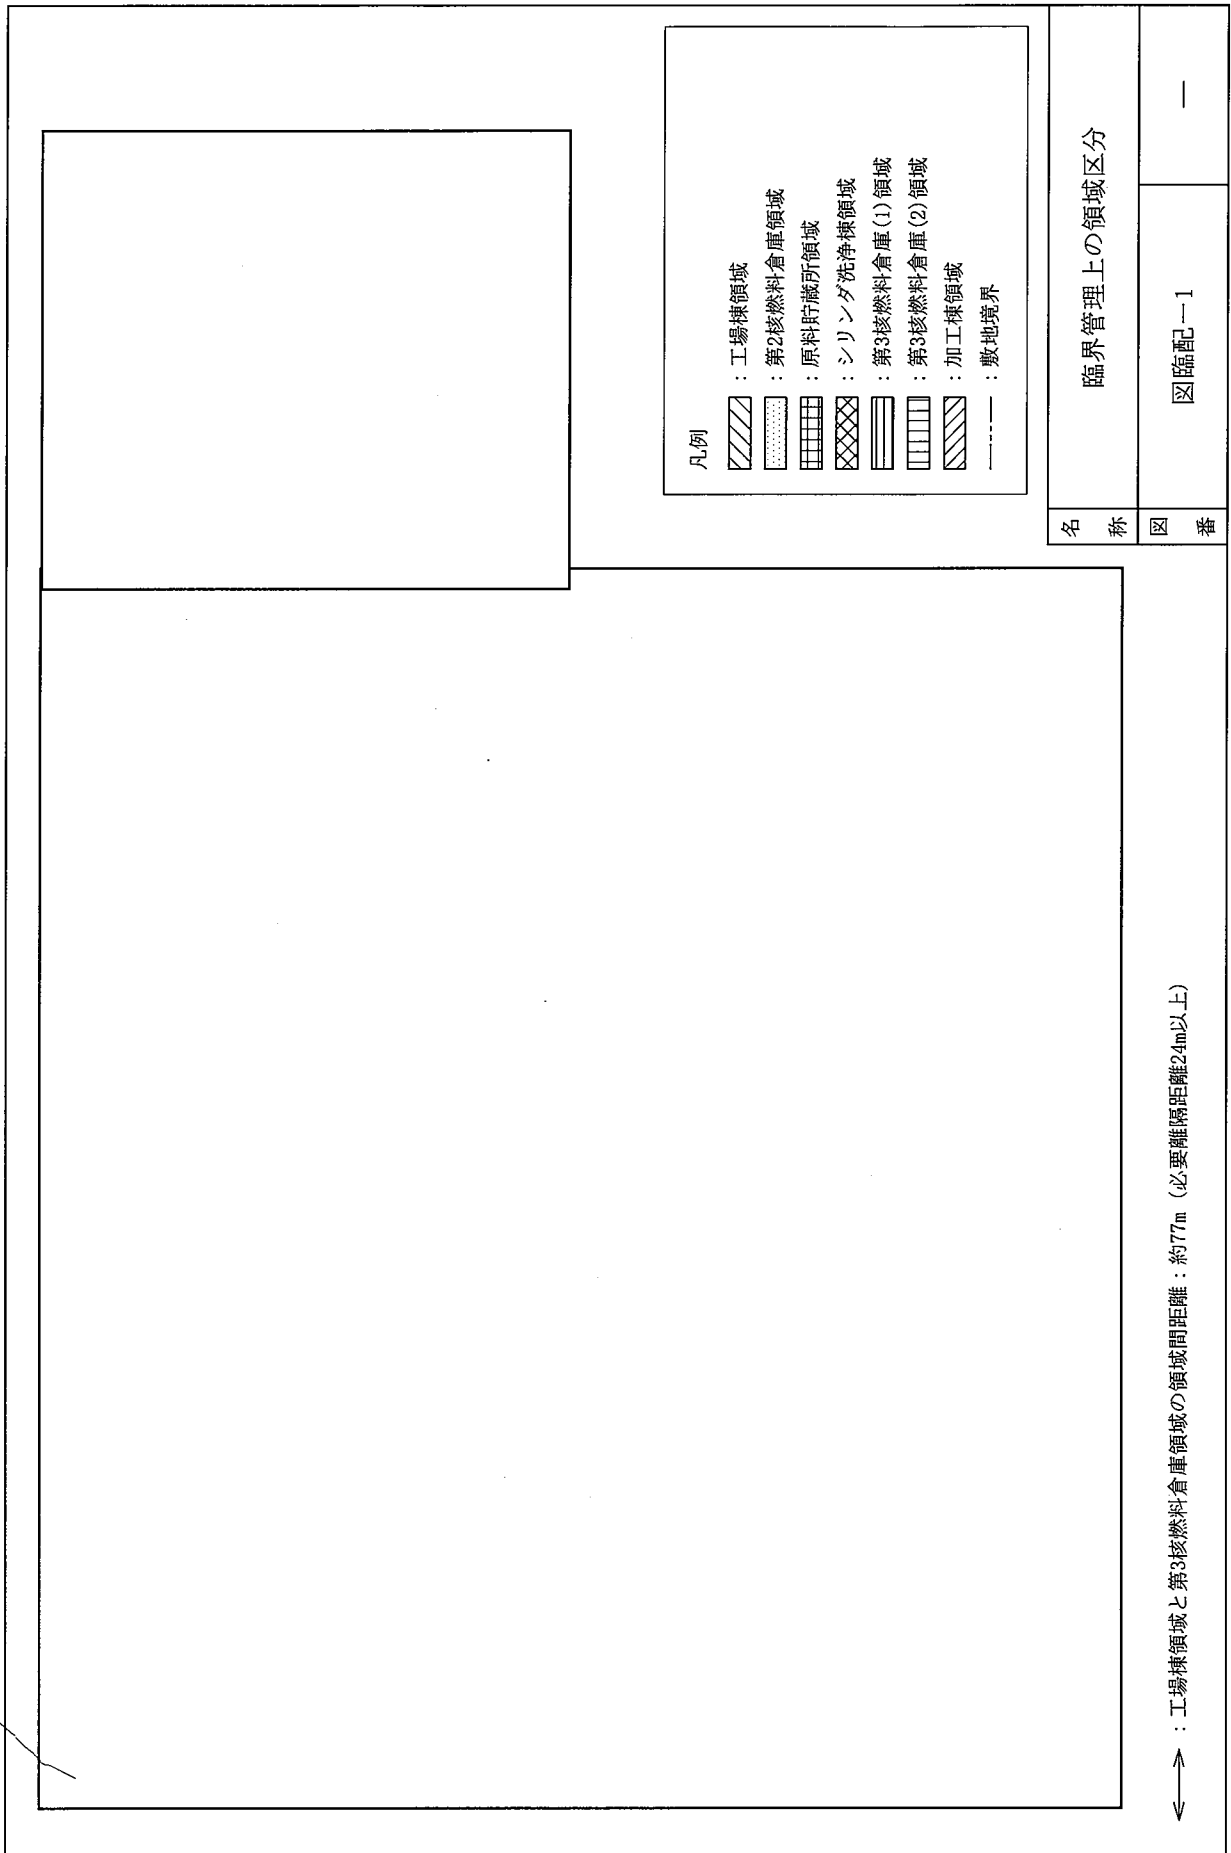 凡例
：工場棟領域
：第2核燃料倉庫領域
：原料貯蔵所領域
：シリンダ洗浄棟領域
：第3核燃料倉庫(1)領域
：第3核燃料倉庫(2)領域
：加工棟領域
：敷地境界
：工場棟領域と第3核燃料倉庫領域の領域間距離：約77m（必要離隔距離24m以上）
名称
臨界管理上の領域区分
図番
図臨配－1
－